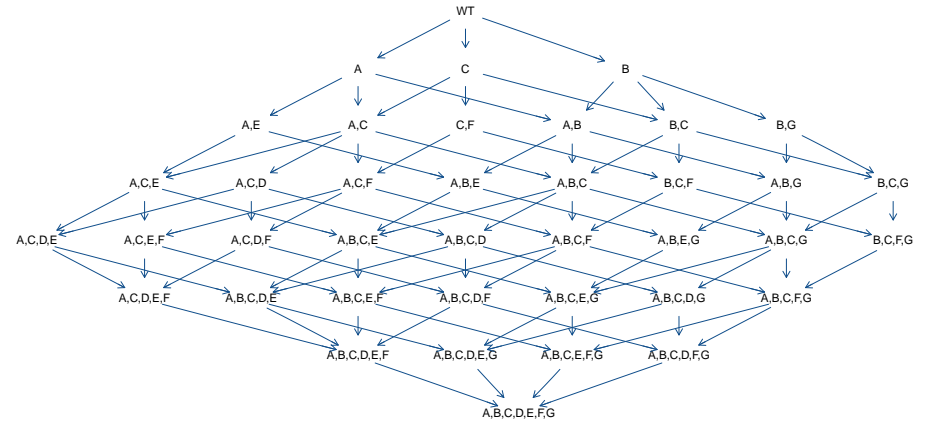 WT
A C B
A,E A,C C,F A,B B,C B,G
A,C,E A,C,D A,C,F A,B,E A,B,C B,C,F A,B,G B,C,G
A,C,D,E A,C,E,F A,C,D,F A,B,C,E A,B,C,D A,B,C,F A,B,E,G A,B,C,G B,C,F,G
A,C,D,E,F A,B,C,D,E A,B,C,E,F A,B,C,D,F A,B,C,E,G A,B,C,D,G A,B,C,F,G
A,B,C,D,E,F A,B,C,D,E,G A,B,C,E,F,G A,B,C,D,F,G
A,B,C,D,E,F,G